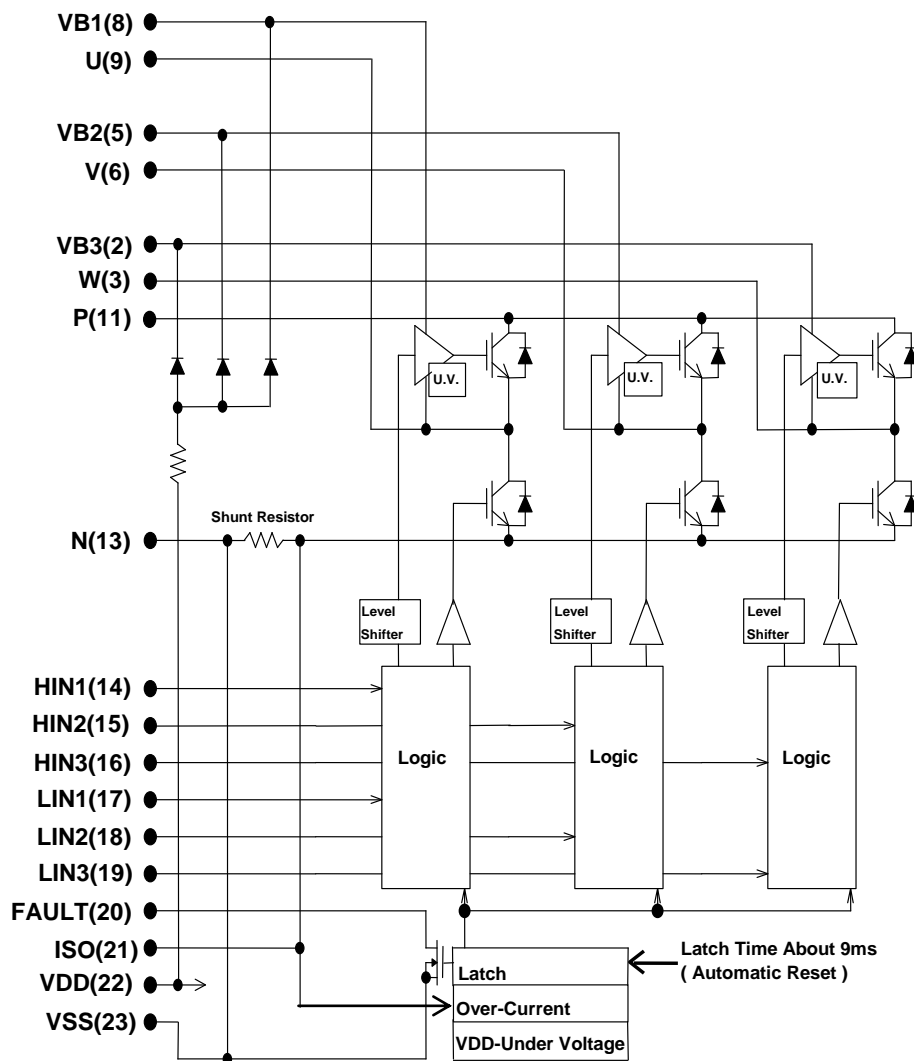 VB1(8)
U(9)
VB2(5)
V(6)
VB3(2)
W(3)
P(11)
U.V.
U.V.
U.V.
Shunt Resistor
N(13)
Level
Shifter
Level
Shifter
Level
Shifter
HIN1(14)
HIN2(15)
HIN3(16)
LIN1(17)
LIN2(18)
LIN3(19)
Logic
Logic
Logic
FAULT(20)
ISO(21)
VDD(22)
VSS(23)
Latch
Over-Current
VDD-Under Voltage
Latch Time About 9ms
( Automatic Reset )